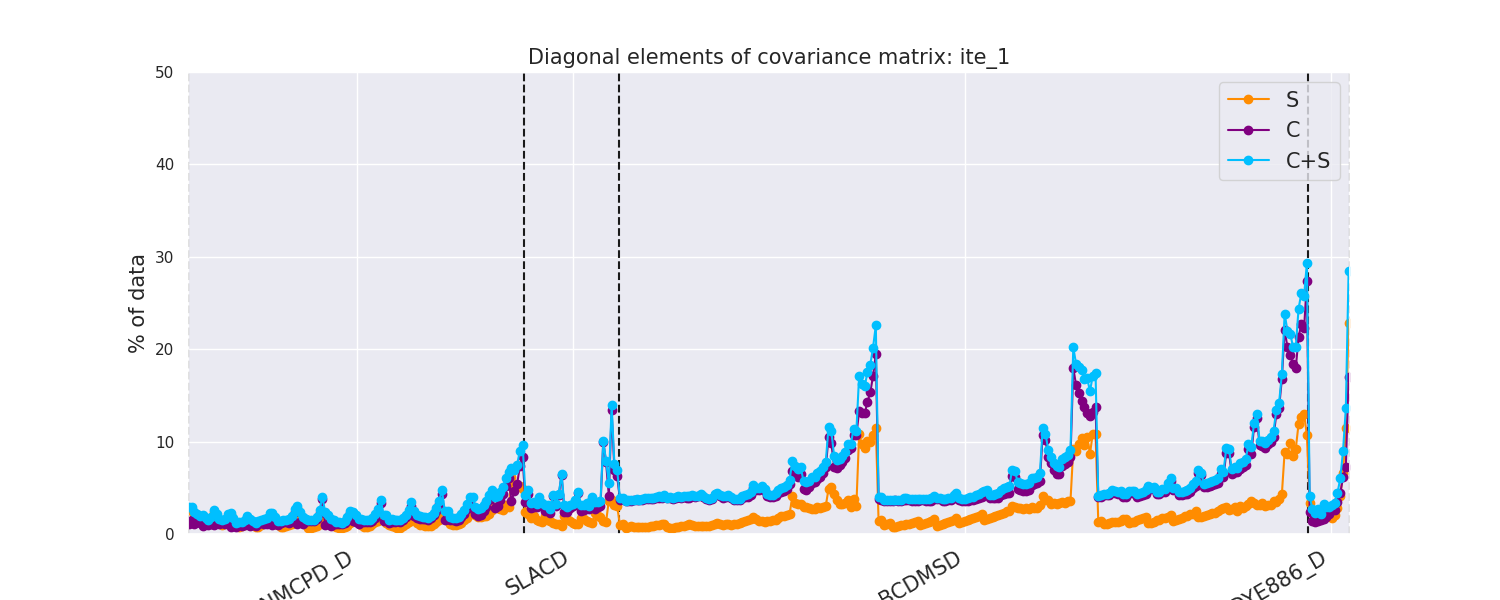 Diagonal elements of covariance matrix: ite_1
50
40
30
20
10
0
% of data
S
C
C+S
SLACD